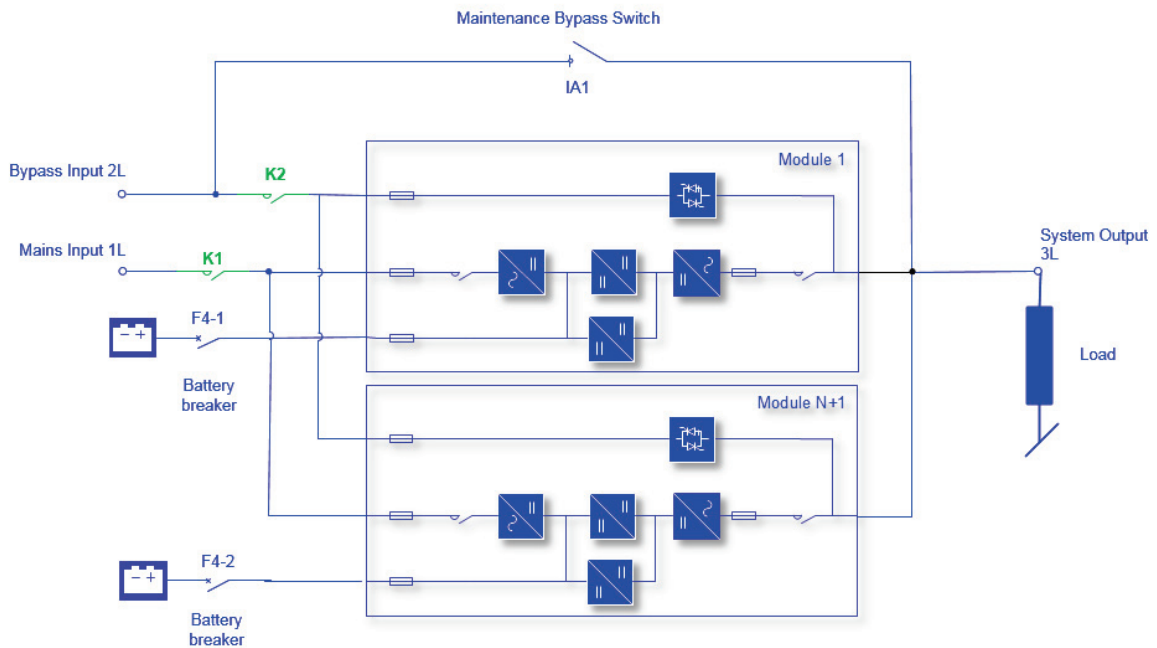 Maintenance Bypass Switch
IA1
Module 1
Bypass Input 2L
K2
Mains Input 1L
K1
System Output
3L
F4-1
Battery
breaker
Load
Module N+1
F4-2
Battery
breaker